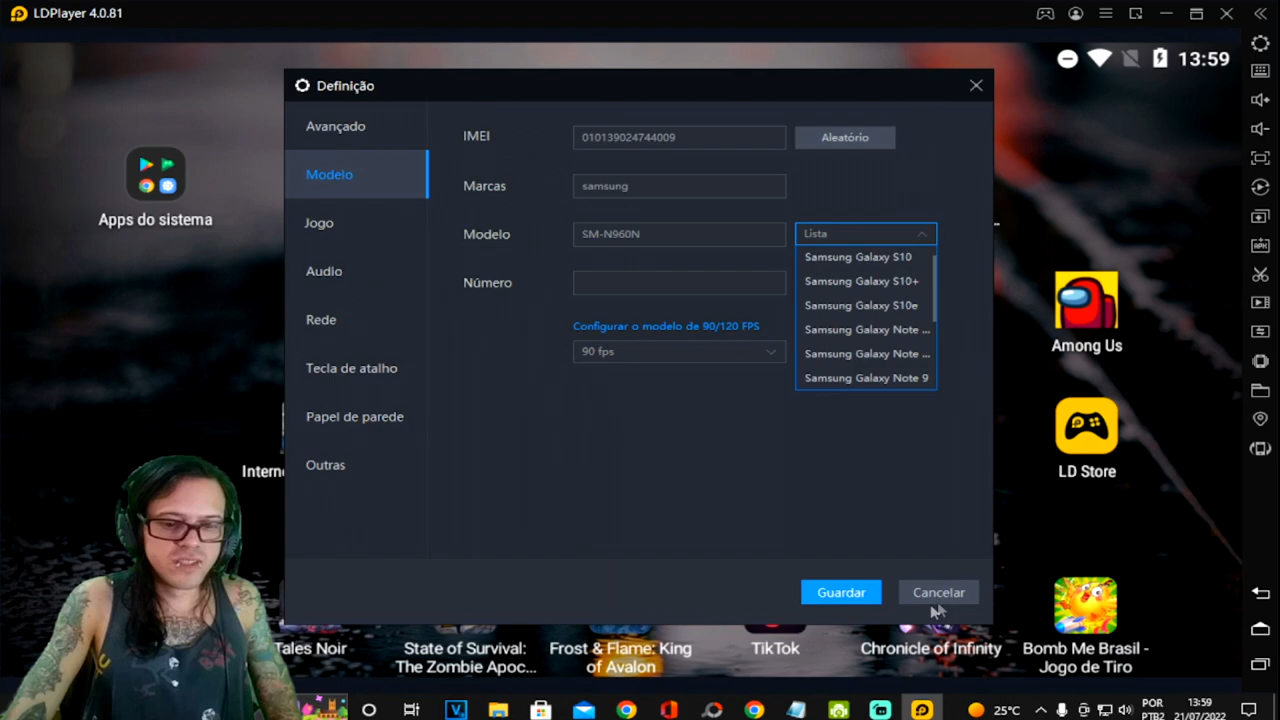 LDPlayer 4.0.81
13:59
Definição
Avançado
Modelo
Jogo
Audio
Rede
Tecla de atalho
Papel de parede
Outras
IMEI
010139024744009
Aleatório
Marcas
samsung
Modelo
SM-N960N
Lista
Samsung Galaxy S10
Samsung Galaxy S10+
Samsung Galaxy S10e
Samsung Galaxy Note ...
Samsung Galaxy Note ...
Samsung Galaxy Note 9
Número
Configurar o modelo de 90/120 FPS
90 fps
Guardar
Cancelar
Apps do sistema
Among Us
LD Store
Tales Noir
State of Survival:
The Zombie Apoc...
Frost & Flame: King
of Avalon
TikTok
Chronicle of Infinity
Bomb Me Brasil -
Jogo de Tiro
25°C
POR
PTB2
13:59
21/07/2022